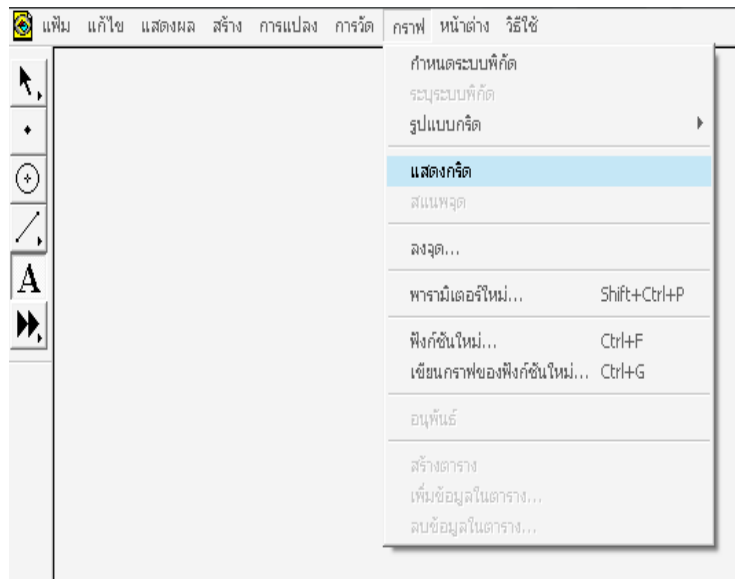 แฟ้ม แก้ไข แสดงผล สร้าง การแปลง การวัด กราฟ หน้าต่าง วิธีใช้
กำหนดระบบพิกัด
ระบุระบบพิกัด
รูปแบบกริด
แสดงกริด
สแนพจุด
ลงจุด...
พารามิเตอร์ใหม่... Shift+Ctrl+P
ฟังก์ชันใหม่... Ctrl+F
เขียนกราฟของฟังก์ชันใหม่... Ctrl+G
อนุพันธ์
สร้างตาราง
เพิ่มข้อมูลในตาราง...
ลบข้อมูลในตาราง...
A